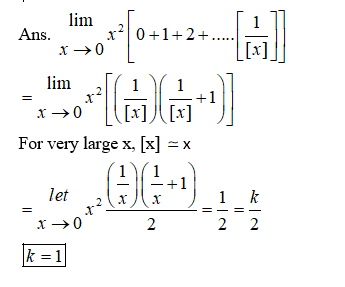 Ans. lim x→0 x² [0+1+2+.....[1/[x]]]
= lim x→0 x² [(1/[x])(1/[x]+1)]
For very large x, [x] ≃ x
= let x→0 x² (1/x)(1/x+1)/2 = 1/2 = k/2
k = 1